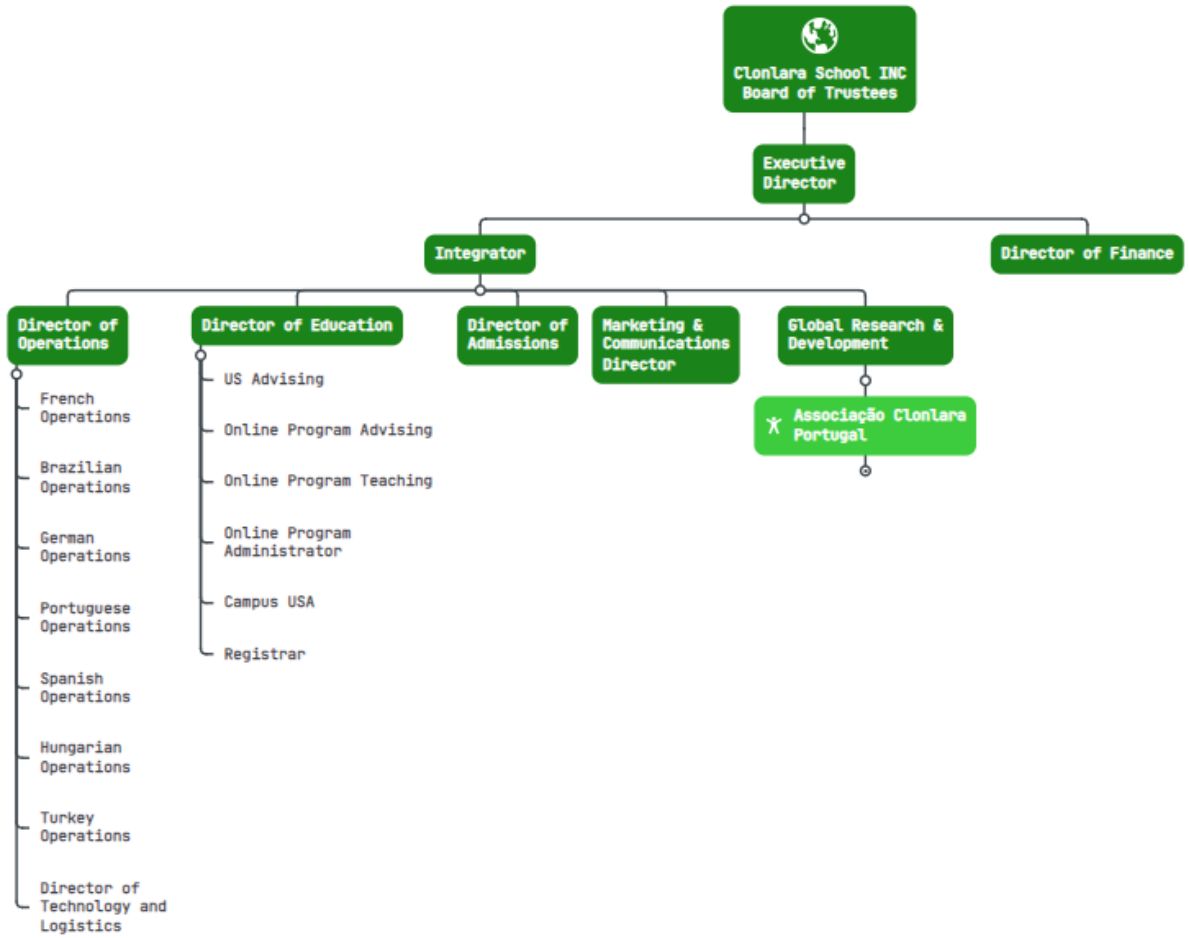 Clonlara School INC
Board of Trustees
Executive
Director
Integrator
Director of Finance
Director of
Operations
Director of Education
Director of
Admissions
Marketing &
Communications
Director
Global Research &
Development
Associação Clonlara
Portugal
French
Operations
Brazilian
Operations
German
Operations
Portuguese
Operations
Spanish
Operations
Hungarian
Operations
Turkey
Operations
Director of
Technology and
Logistics
US Advising
Online Program Advising
Online Program Teaching
Online Program
Administrator
Campus USA
Registrar